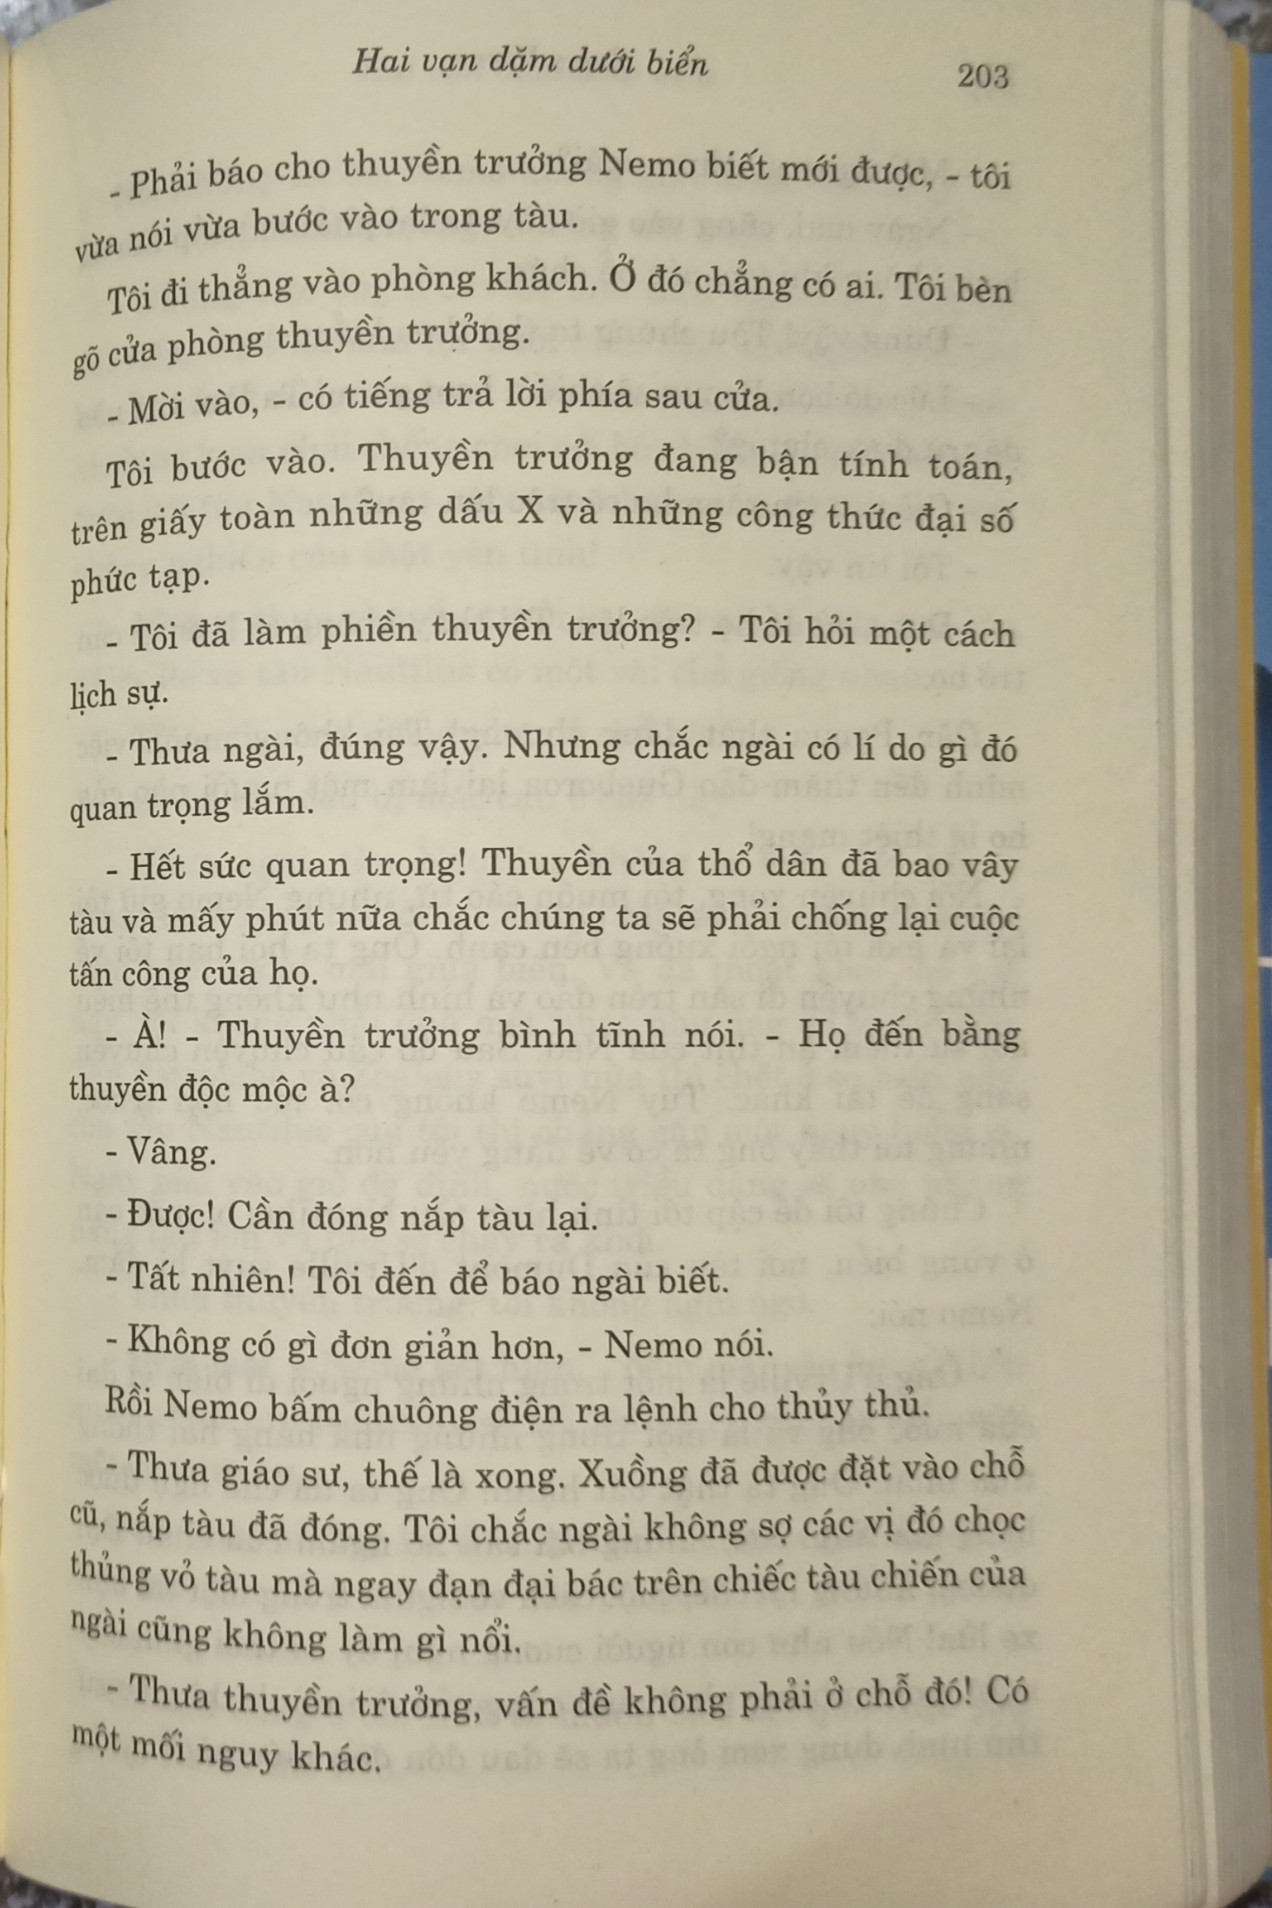 Hai vạn dặm dưới biển 203
- Phải báo cho thuyền trưởng Nemo biết mới được, - tôi
vừa nói vừa bước vào trong tàu.
Tôi đi thẳng vào phòng khách. Ở đó chẳng có ai. Tôi bèn
gõ cửa phòng thuyền trưởng.
- Mời vào, - có tiếng trả lời phía sau cửa.
Tôi bước vào. Thuyền trưởng đang bận tính toán,
trên giấy toàn những dấu X và những công thức đại số
phức tạp.
- Tôi đã làm phiền thuyền trưởng? - Tôi hỏi một cách
lịch sự.
- Thưa ngài, đúng vậy. Nhưng chắc ngài có lí do gì đó
quan trọng lắm.
- Hết sức quan trọng! Thuyền của thổ dân đã bao vây
tàu và mấy phút nữa chắc chúng ta sẽ phải chống lại cuộc
tấn công của họ.
- À! - Thuyền trưởng bình tĩnh nói. - Họ đến bằng
thuyền độc mộc à?
- Vâng.
- Được! Cần đóng nắp tàu lại.
- Tất nhiên! Tôi đến để báo ngài biết.
- Không có gì đơn giản hơn, - Nemo nói.
Rồi Nemo bấm chuông điện ra lệnh cho thủy thủ.
- Thưa giáo sư, thế là xong. Xuồng đã được đặt vào chỗ
cũ, nắp tàu đã đóng. Tôi chắc ngài không sợ các vị đó chọc
thủng vỏ tàu mà ngay đạn đại bác trên chiếc tàu chiến của
ngài cũng không làm gì nổi.
- Thưa thuyền trưởng, vấn đề không phải ở chỗ đó! Có
một mối nguy khác.